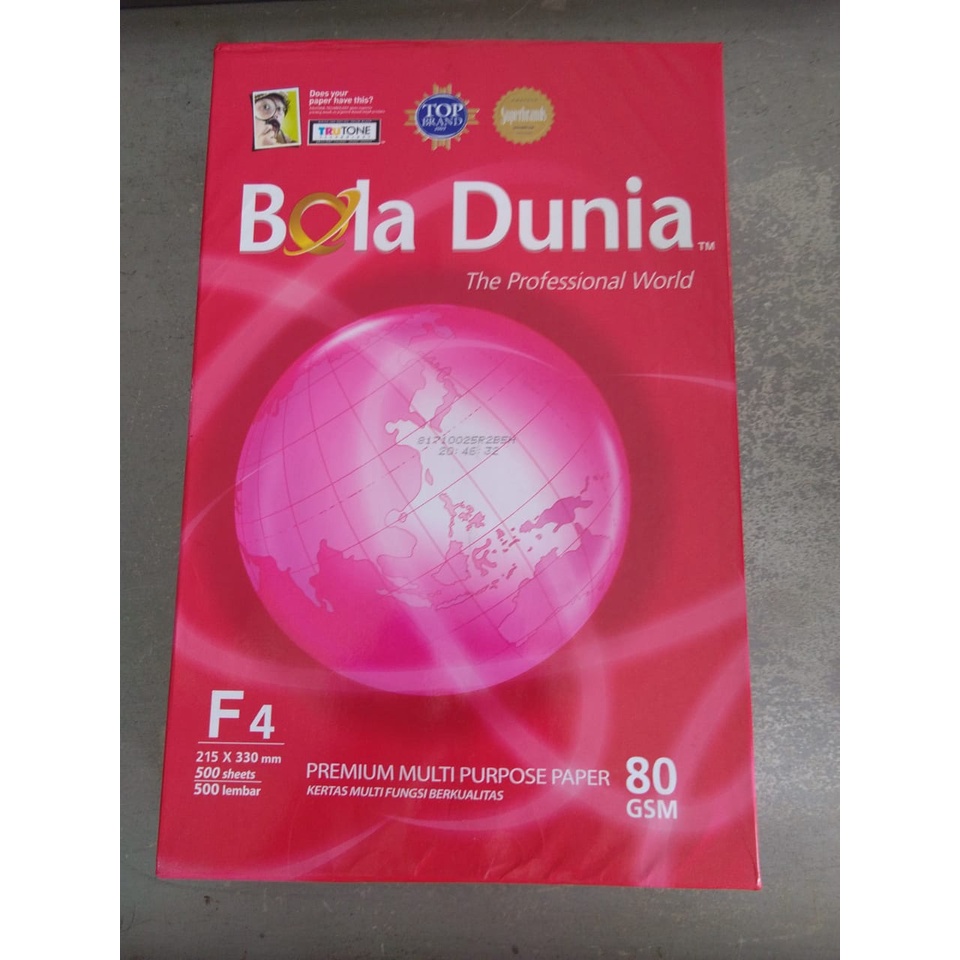 Does your
paper have this?
TRUTONE
TOP
BRAND
Superbrands
Bola Dunia TM
The Professional World
20:46:32
F4
215 X 330 mm
500 sheets
500 lembar
PREMIUM MULTI PURPOSE PAPER
KERTAS MULTI FUNGSI BERKUALITAS
80
GSM